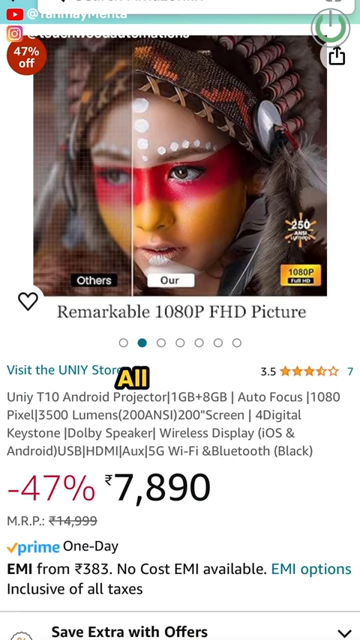 @TanmayMehta
47%
off
Others
Our
250
ANSI
1080P
Full HD
Remarkable 1080P FHD Picture
Visit the UNIY Store
3.5
7
All
Uniy T10 Android Projector|1GB+8GB | Auto Focus |1080
Pixel|3500 Lumens(200ANSI)200"Screen | 4Digital
Keystone |Dolby Speaker| Wireless Display (iOS &
Android)USB|HDMI|Aux|5G Wi-Fi &Bluetooth (Black)
-47% ₹7,890
M.R.P.: ₹14,999
prime One-Day
EMI from ₹383. No Cost EMI available. EMI options
Inclusive of all taxes
Save Extra with Offers